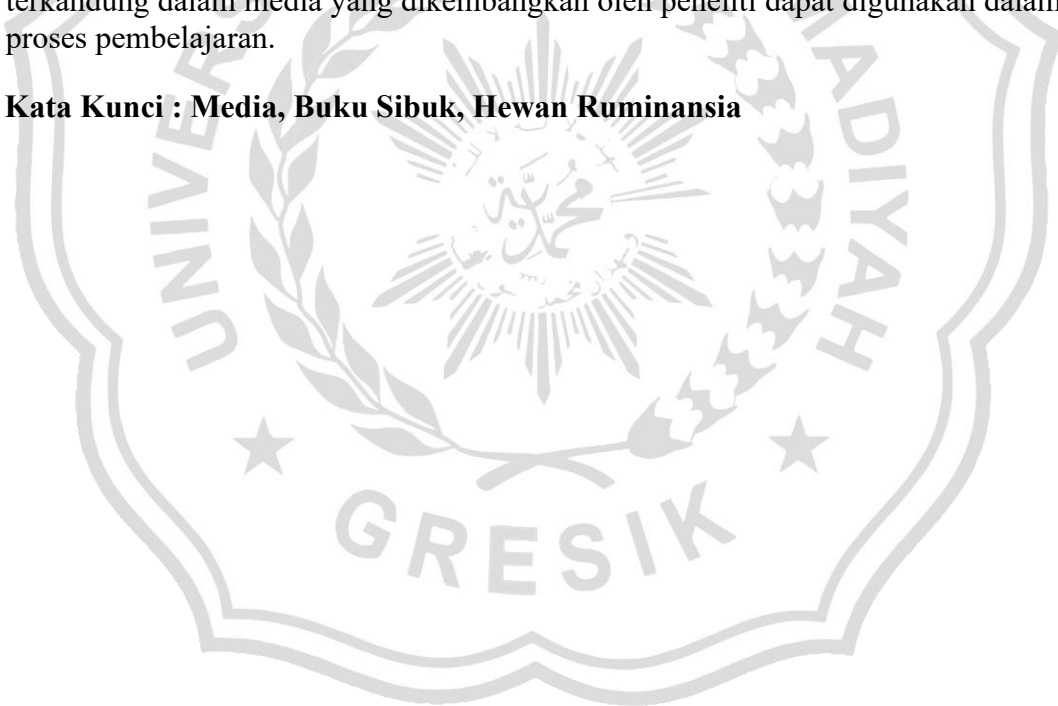 terkandung dalam media yang dikembangkan oleh peneliti dapat digunakan dalam
proses pembelajaran.
Kata Kunci : Media, Buku Sibuk, Hewan Ruminansia
محمد
GRESIK